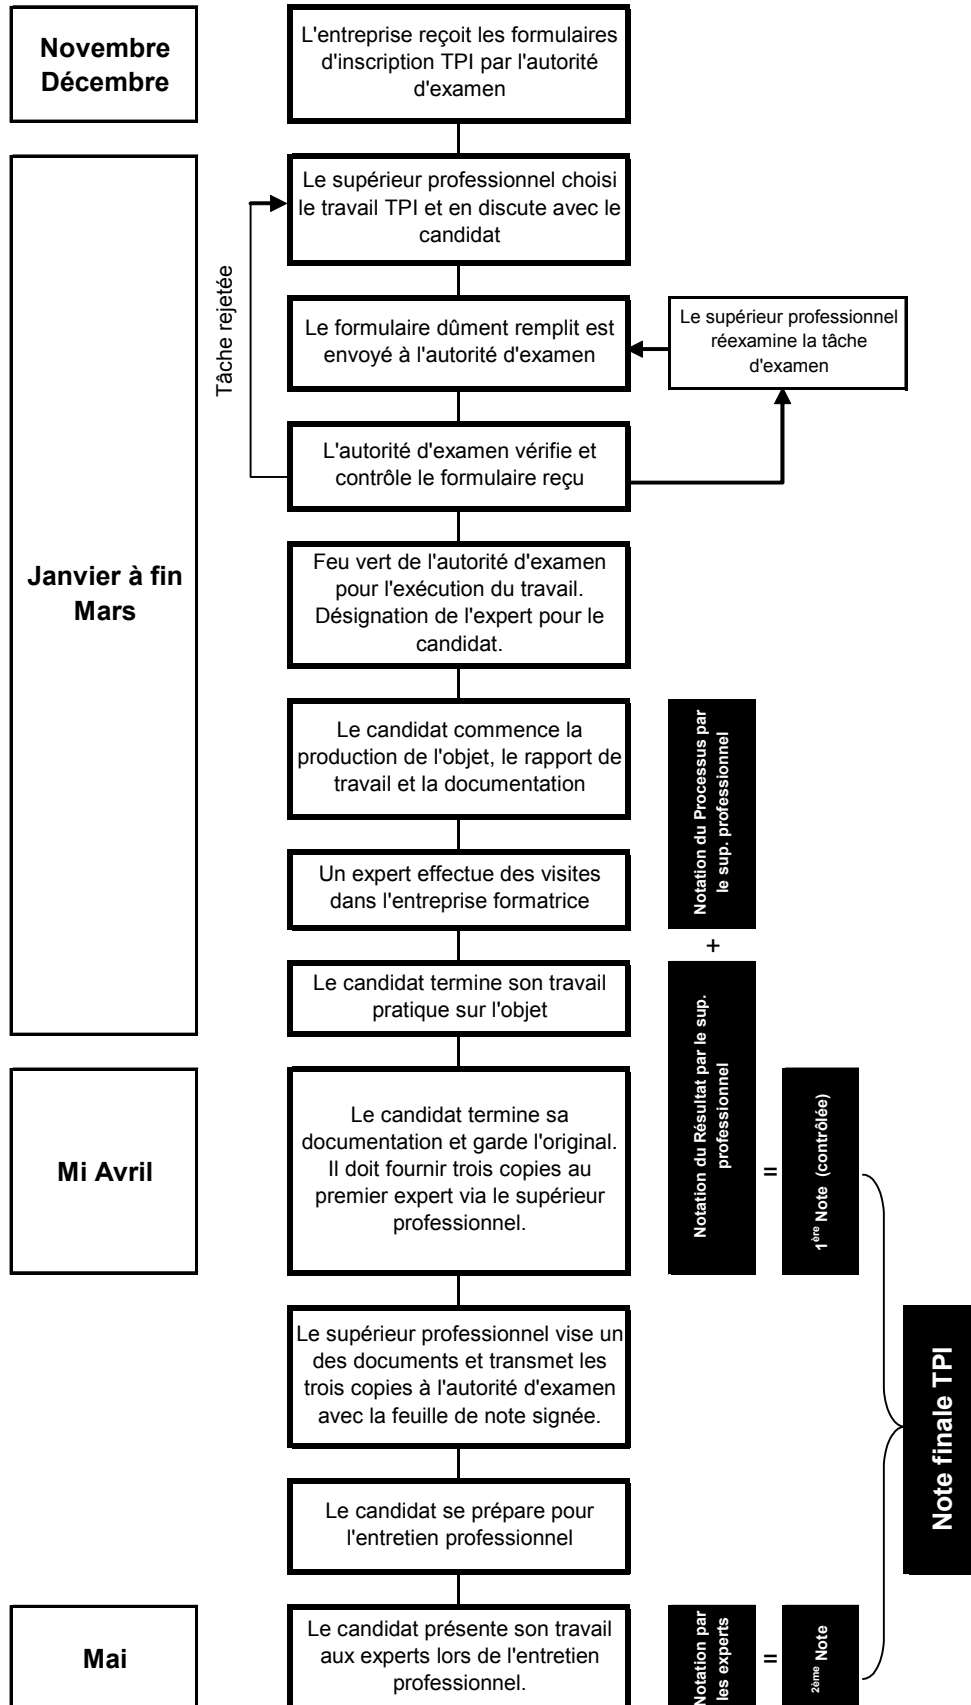 Novembre
Décembre
L'entreprise reçoit les formulaires
d'inscription TPI par l'autorité
d'examen
Janvier à fin
Mars
Le supérieur professionnel choisi
le travail TPI et en discute avec le
candidat
Tâche rejetée
Le formulaire dûment remplit est
envoyé à l'autorité d'examen
Le supérieur professionnel
réexamine la tâche
d'examen
L'autorité d'examen vérifie et
contrôle le formulaire reçu
Feu vert de l'autorité d'examen
pour l'exécution du travail.
Désignation de l'expert pour le
candidat.
Le candidat commence la
production de l'objet, le rapport de
travail et la documentation
Notation du Processus par
le sup. professionnel
Un expert effectue des visites
dans l'entreprise formatrice
+
Le candidat termine son travail
pratique sur l'objet
Notation du Résultat par le sup.
professionnel
Mi Avril
Le candidat termine sa
documentation et garde l'original.
Il doit fournir trois copies au
premier expert via le supérieur
professionnel.
=
1ère Note (contrôlée)
Le supérieur professionnel vise un
des documents et transmet les
trois copies à l'autorité d'examen
avec la feuille de note signée.
Note finale TPI
Le candidat se prépare pour
l'entretien professionnel
Mai
Le candidat présente son travail
aux experts lors de l'entretien
professionnel.
Notation par
les experts
=
2ème Note